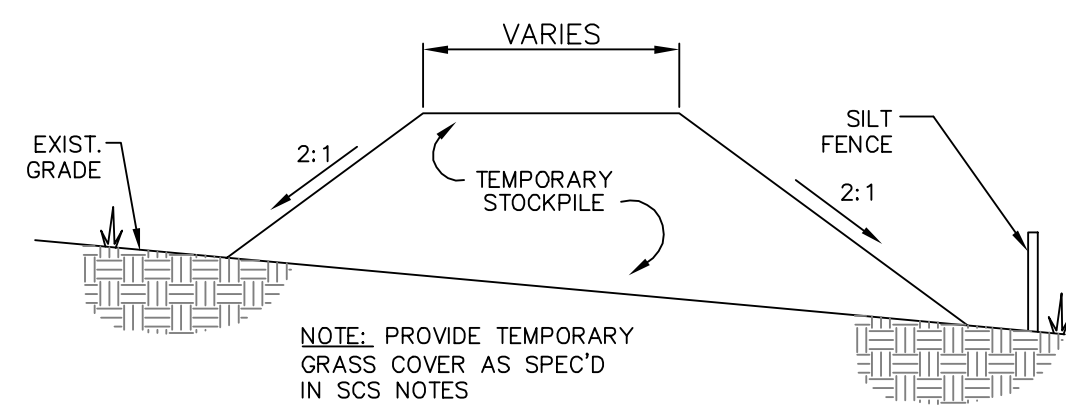 VARIES
EXIST.
GRADE
2:1
TEMPORARY
STOCKPILE
2:1
SILT
FENCE
NOTE: PROVIDE TEMPORARY
GRASS COVER AS SPEC'D
IN SCS NOTES